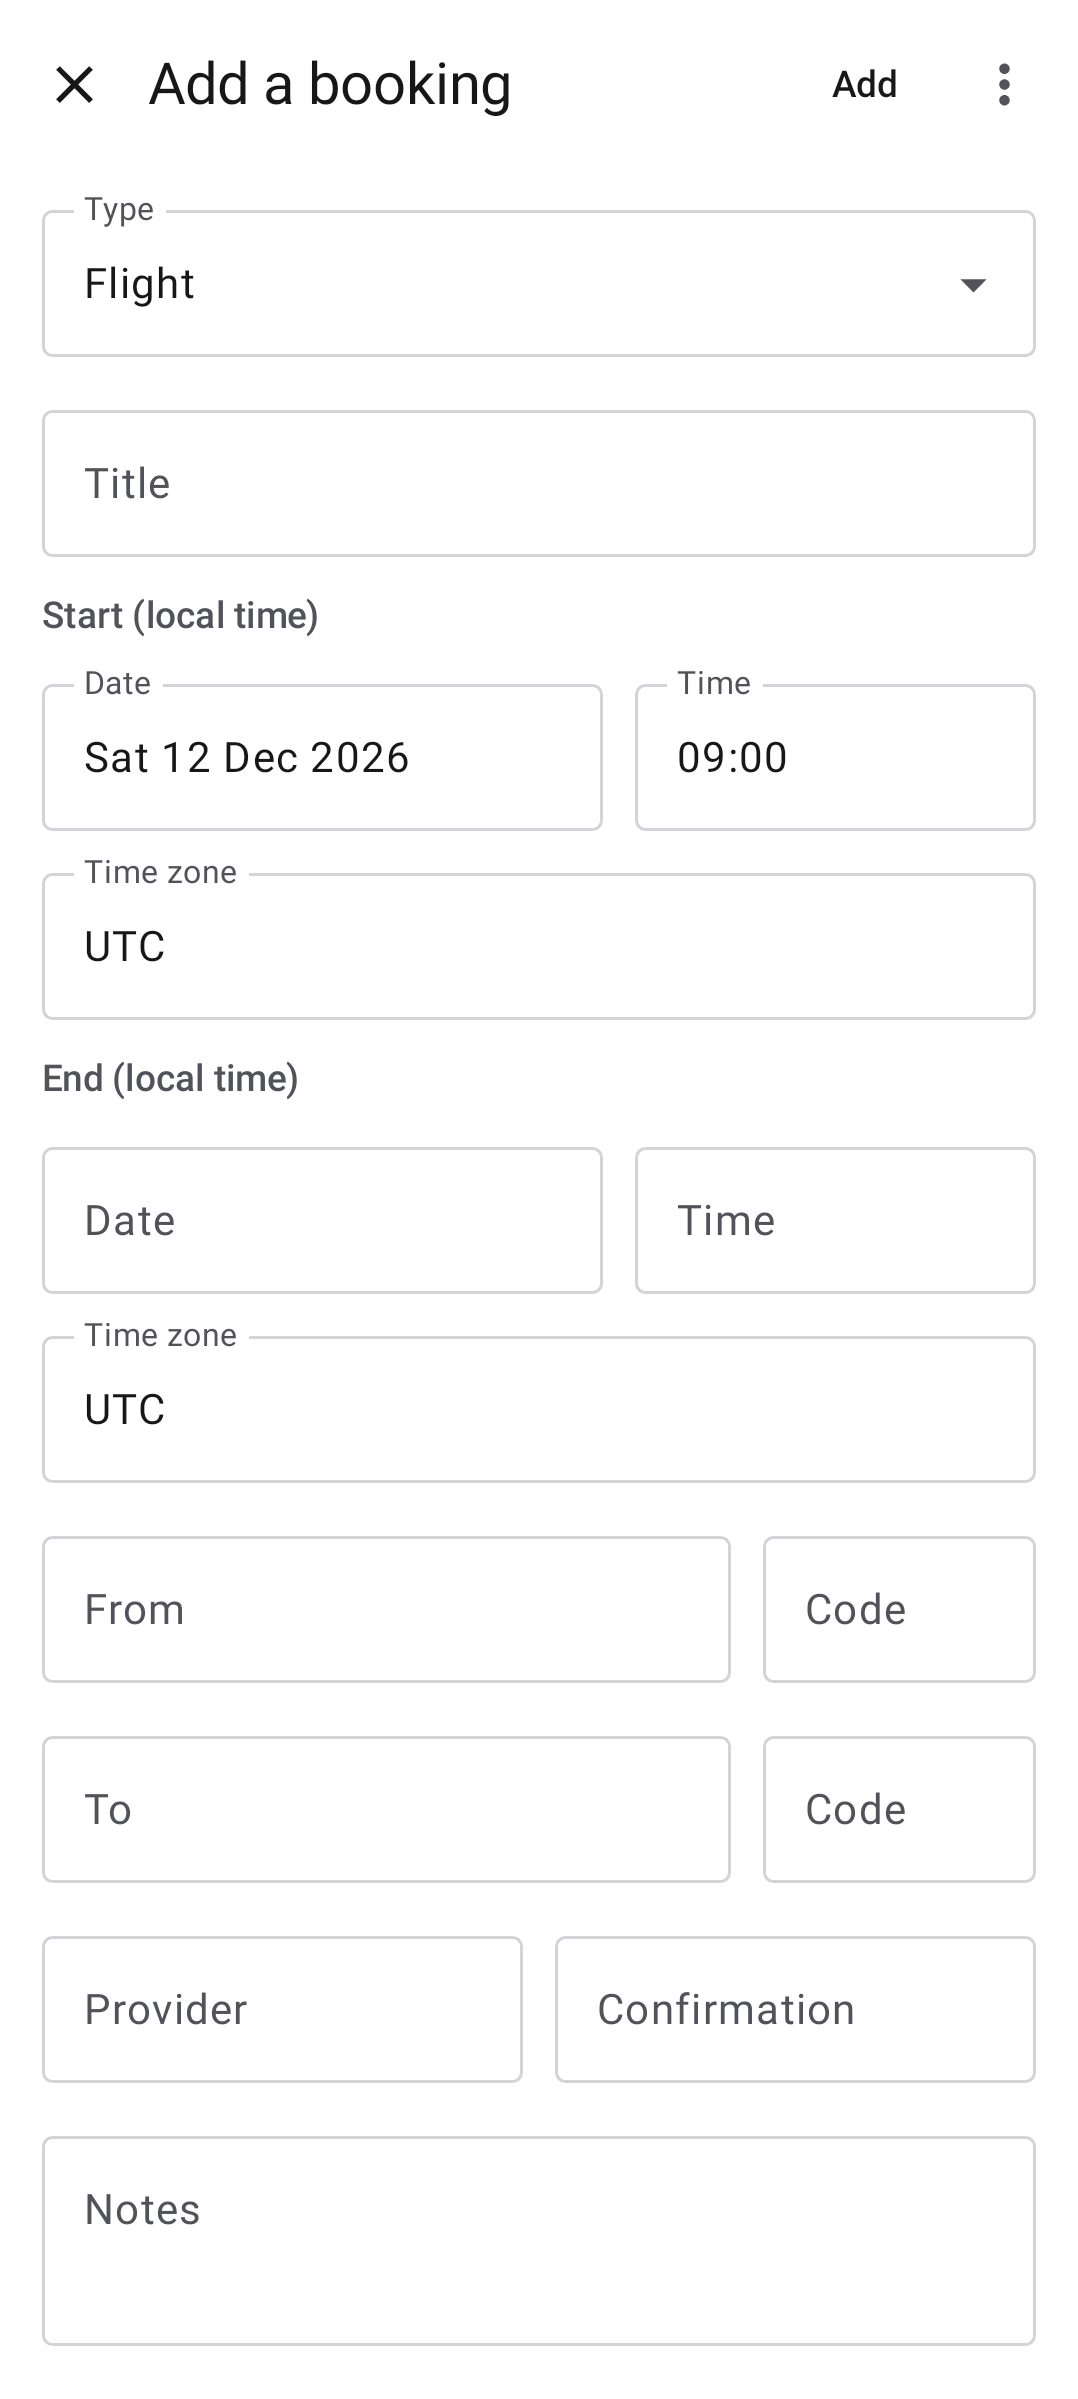 Add a booking Add
Type
Flight
Title
Start (local time)
Date Time
Sat 12 Dec 2026 09:00
Time zone
UTC
End (local time)
Date Time
Time zone
UTC
From Code
To Code
Provider Confirmation
Notes